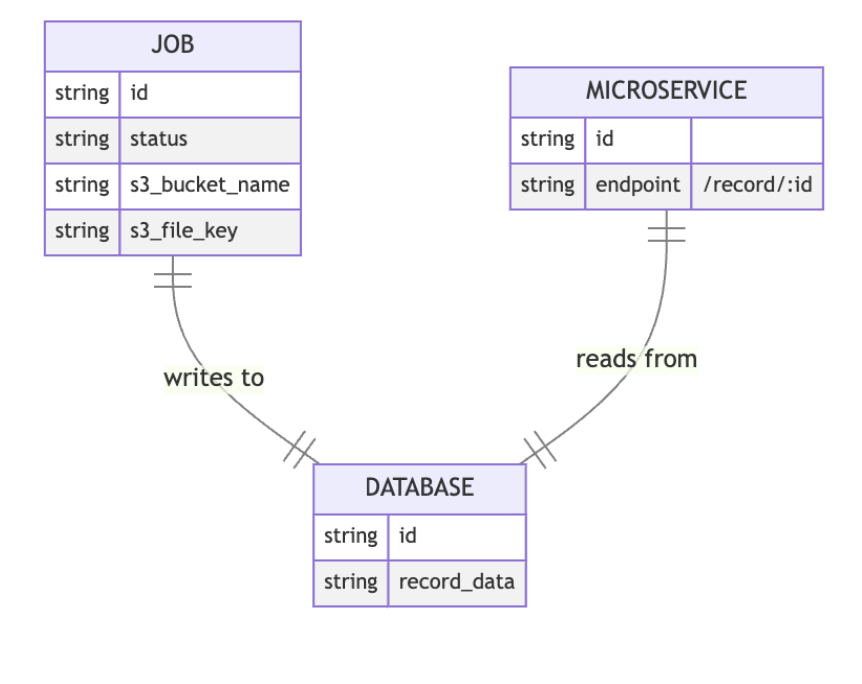 JOB
string id
string status
string s3_bucket_name
string s3_file_key
MICROSERVICE
string id
string endpoint /record/:id
writes to
reads from
DATABASE
string id
string record_data